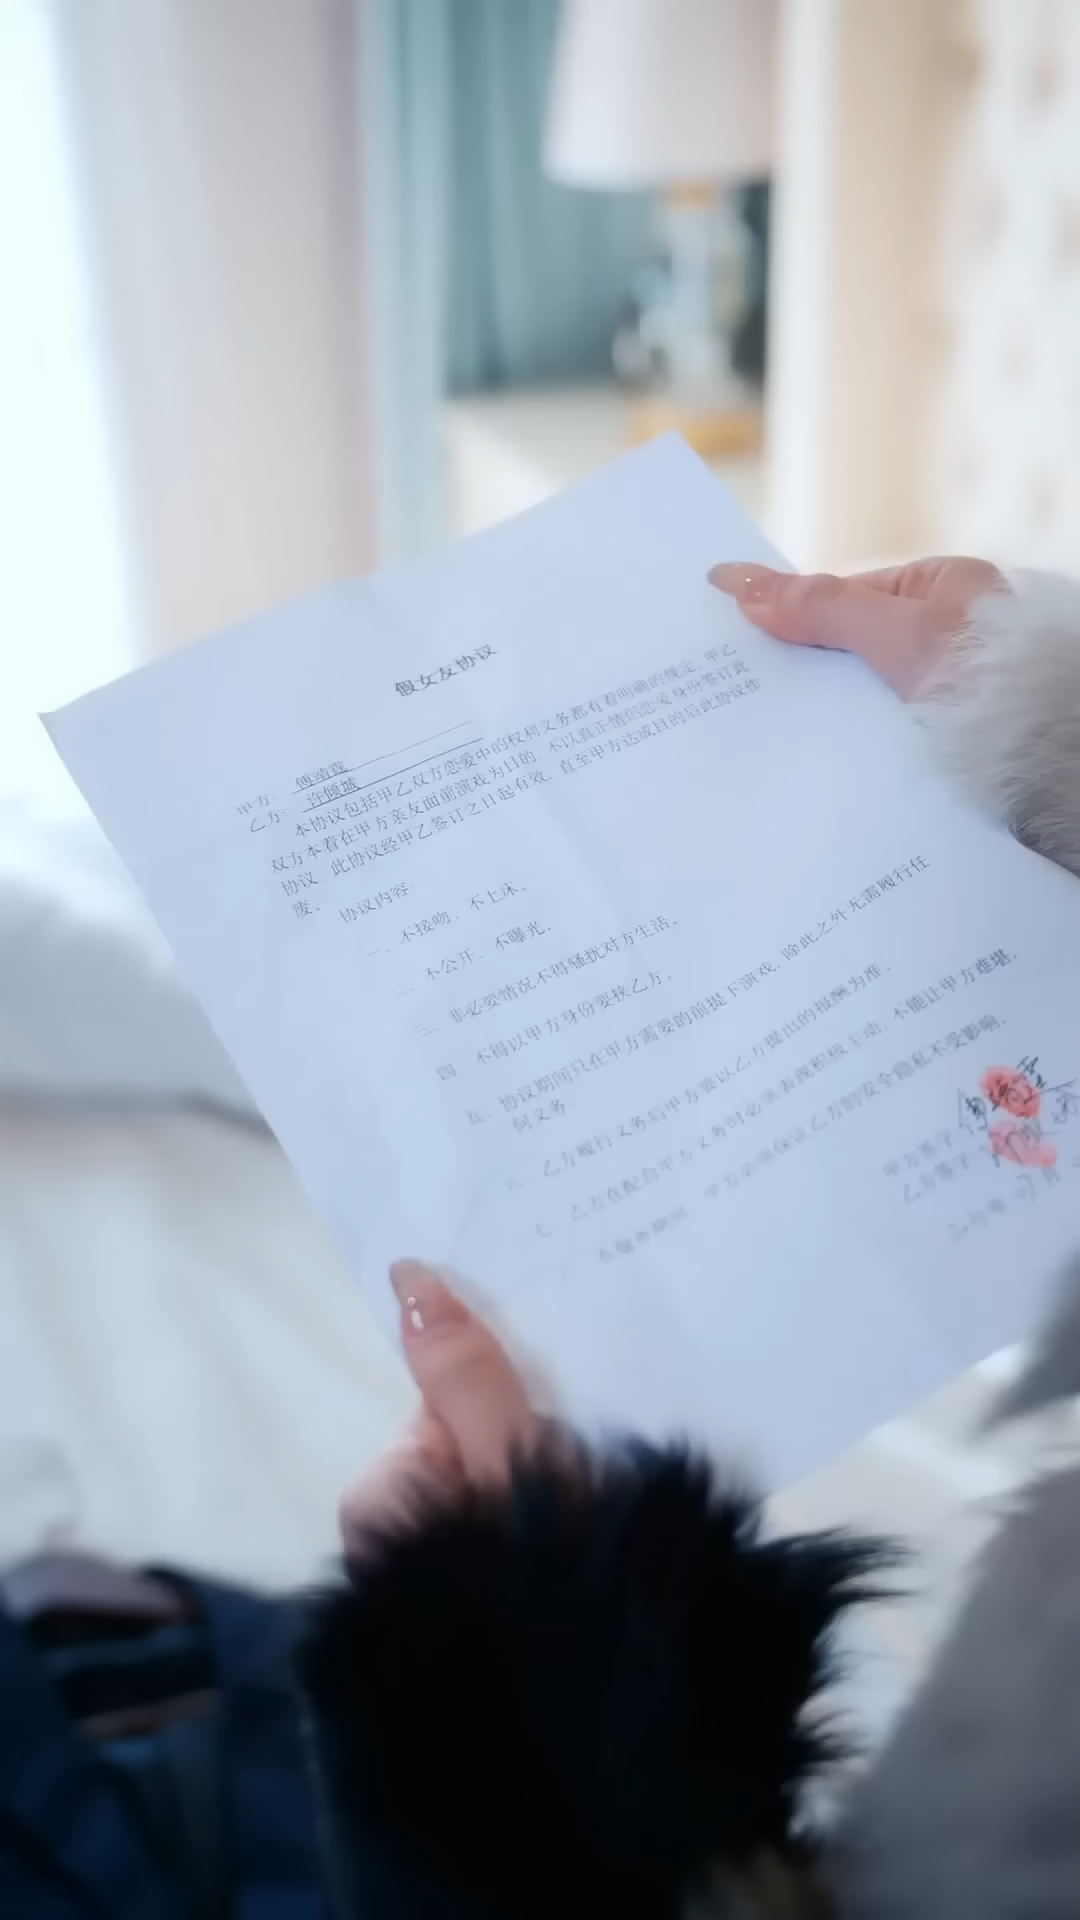 假女友协议
甲方：傅靖霆
乙方：许倾城
本协议包括甲乙双方恋爱中的权利义务都有着明确的规定，甲乙
双方本着在甲方亲友面前演戏为目的，不以真正情侣恋爱身份签订此
协议，此协议经甲乙签订之日起有效，直至甲方达成目的后此协议作
废。
协议内容
一、不接吻，不上床。
二、不公开，不曝光。
三、非必要情况不得骚扰对方生活。
四、不得以甲方身份要挟乙方。
五、协议期间只在甲方需要的前提下演戏，除此之外无需履行任
何义务。
六、乙方履行义务后甲方要以乙方提出的报酬为准。
七、乙方在配合甲方义务时必须表现积极主动，不能让甲方难堪。
甲方必须保证乙方的安全隐私不受影响。
甲方签字：
乙方签字：